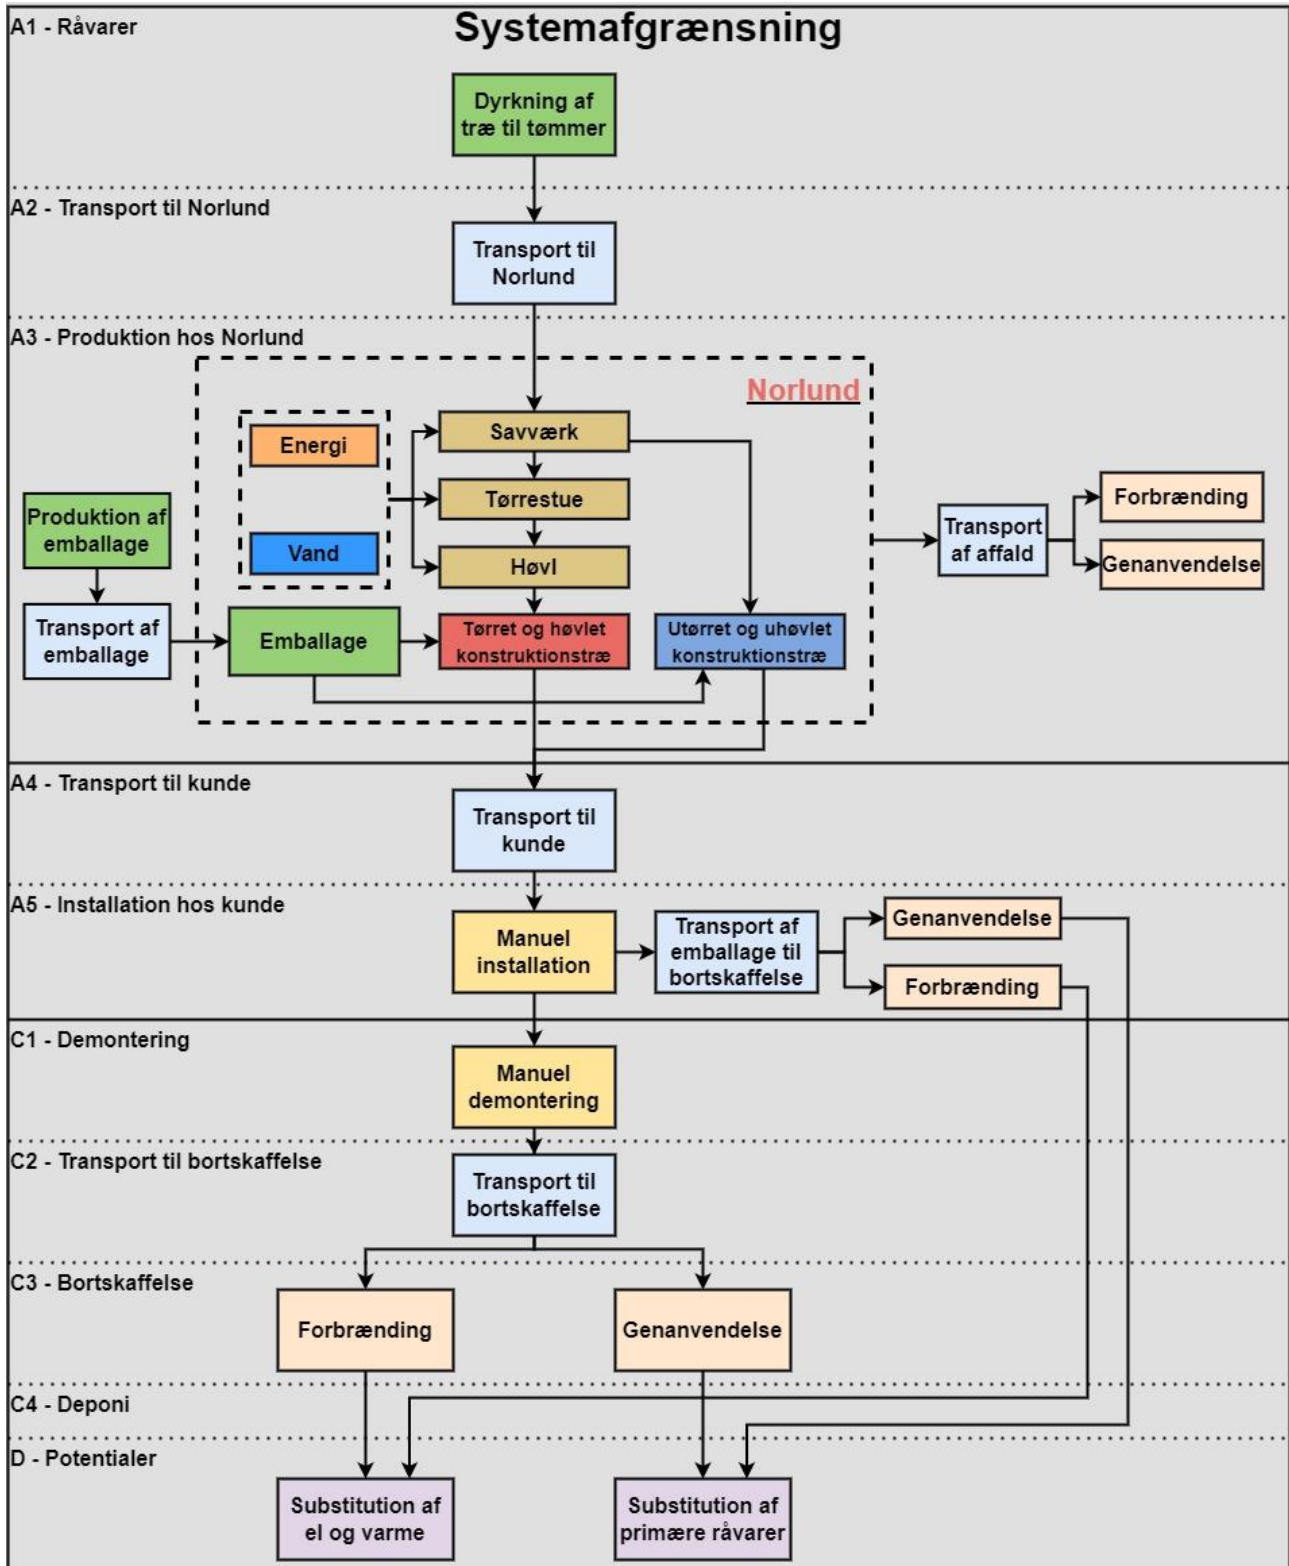 Systemafgrænsning
A1 - Råvarer
Dyrkning af
træ til tømmer
A2 - Transport til Norlund
Transport til
Norlund
A3 - Produktion hos Norlund
Norlund
Energi
Vand
Savværk
Tørrestue
Høvl
Produktion af
emballage
Transport af
emballage
Emballage
Tørret og høvlet
konstruktionstræ
Utørret og uhøvlet
konstruktionstræ
Transport
af affald
Forbrænding
Genanvendelse
A4 - Transport til kunde
Transport til
kunde
A5 - Installation hos kunde
Manuel
installation
Transport af
emballage til
bortskaffelse
Genanvendelse
Forbrænding
C1 - Demontering
Manuel
demontering
C2 - Transport til bortskaffelse
Transport til
bortskaffelse
C3 - Bortskaffelse
Forbrænding
Genanvendelse
C4 - Deponi
D - Potentialer
Substitution af
el og varme
Substitution af
primære råvarer